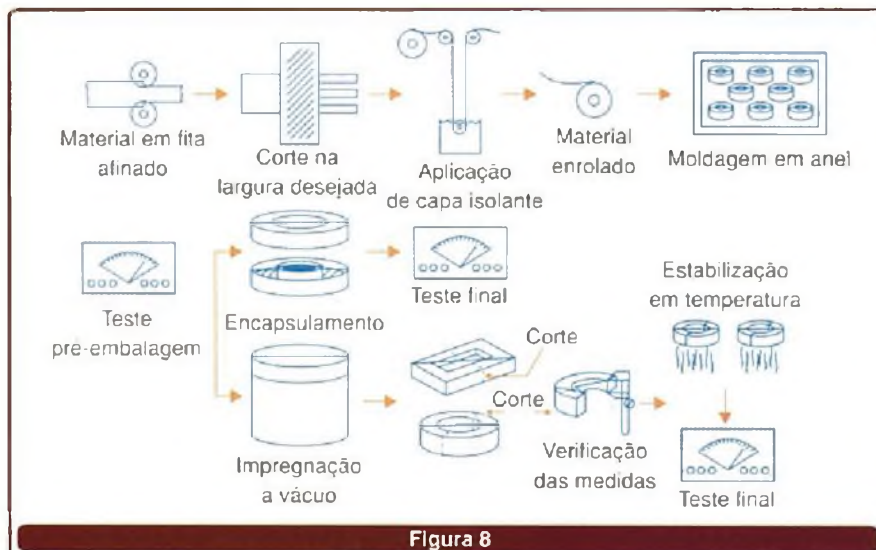 Material em fita
afinado
Corte na
largura desejada
Aplicação
de capa isolante
Material
enrolado
Moldagem em anel
Teste
pré-embalagem
Encapsulamento
Teste final
Estabilização
em temperatura
Impregnação
a vácuo
Corte
Corte
Verificação
das medidas
Teste final
Figura 8